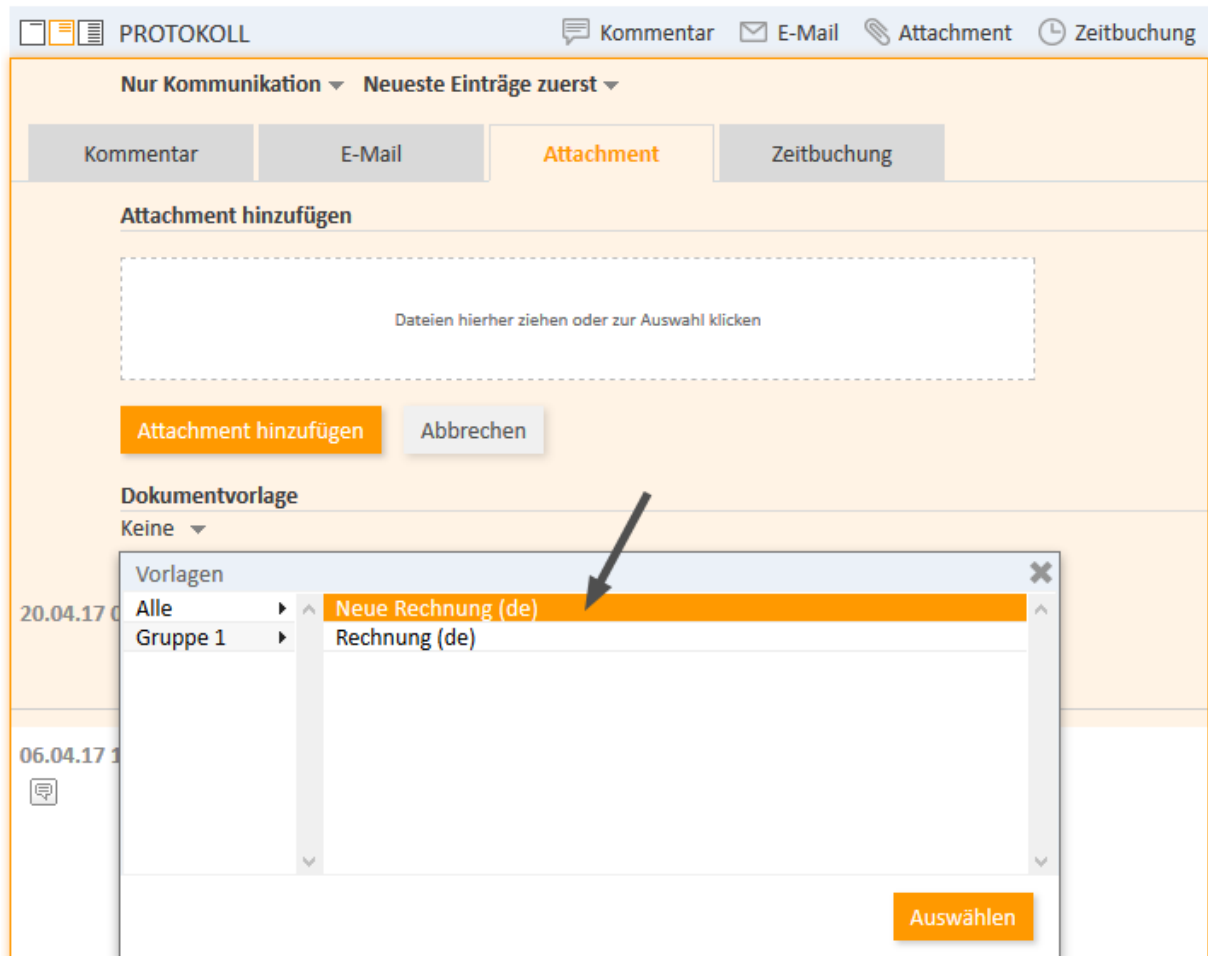 PROTOKOLL Kommentar E-Mail Attachment Zeitbuchung
Nur Kommunikation Neueste Einträge zuerst
Kommentar E-Mail Attachment Zeitbuchung
Attachment hinzufügen
Dateien hierher ziehen oder zur Auswahl klicken
Attachment hinzufügen Abbrechen
Dokumentvorlage
Keine
Vorlagen
20.04.17
Alle Neue Rechnung (de)
Gruppe 1 Rechnung (de)
06.04.17
Auswählen